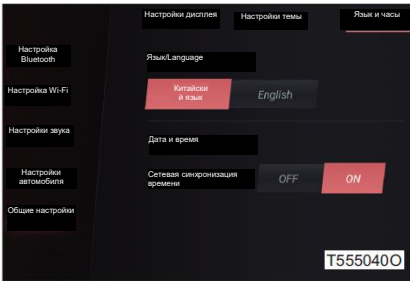 Настройки дисплея
Настройки темы
Язык и часы
Настройка
Bluetooth
Язык/Language
Настройка Wi-Fi
Китайски
й язык
English
Настройки звука
Дата и время
Настройки
автомобиля
Сетевая синхронизация
времени
OFF
ON
Общие настройки
T555040O